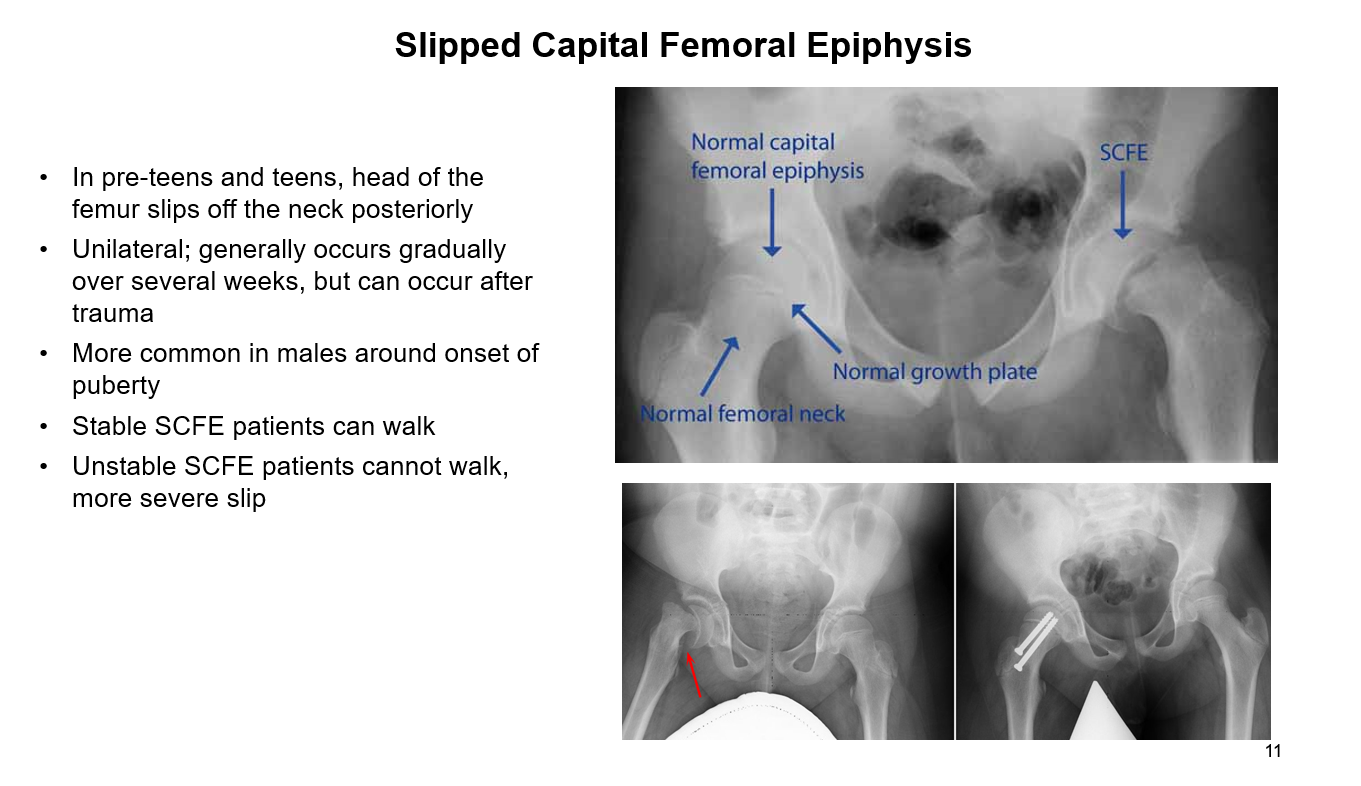 Slipped Capital Femoral Epiphysis
• In pre-teens and teens, head of the
femur slips off the neck posteriorly
• Unilateral; generally occurs gradually
over several weeks, but can occur after
trauma
• More common in males around onset of
puberty
• Stable SCFE patients can walk
• Unstable SCFE patients cannot walk,
more severe slip
Normal capital
femoral epiphysis
SCFE
Normal growth plate
Normal femoral neck
11